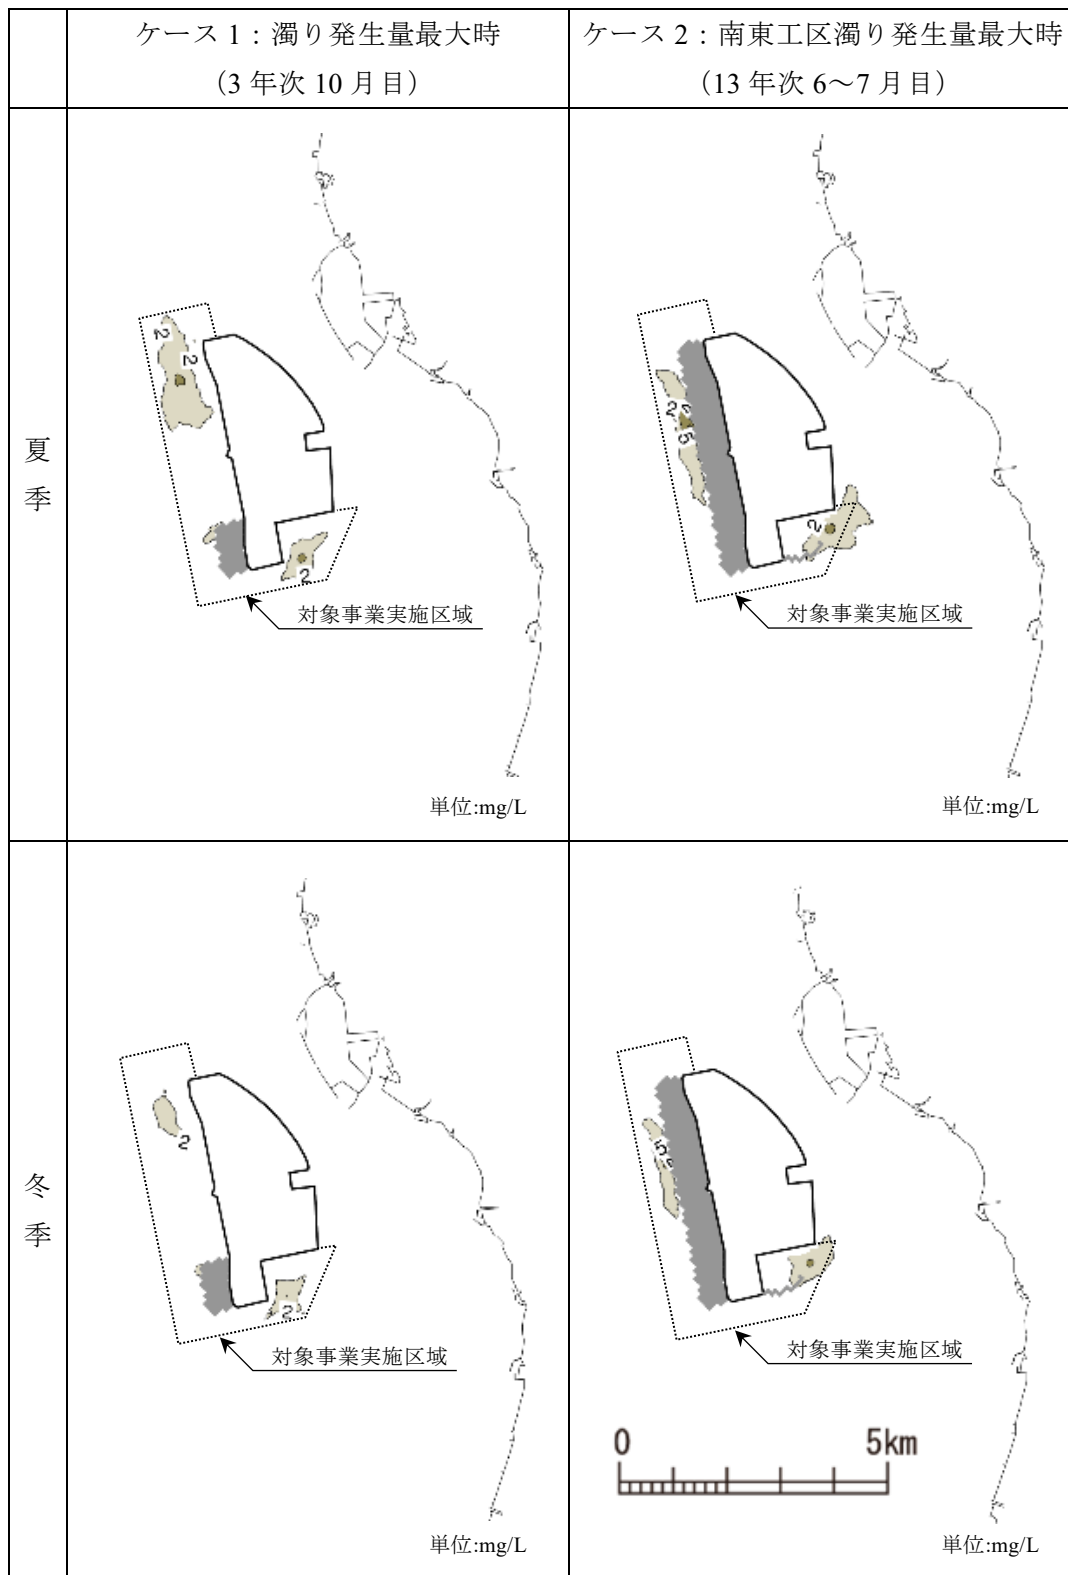 ケース 1：濁り発生量最大時
（3 年次 10 月目）
ケース 2：南東工区濁り発生量最大時
（13 年次 6～7 月目）
夏季
2
2
2
対象事業実施区域
単位:mg/L
2
5
2
対象事業実施区域
単位:mg/L
冬季
2
2
対象事業実施区域
単位:mg/L
5
対象事業実施区域
0 5km
単位:mg/L